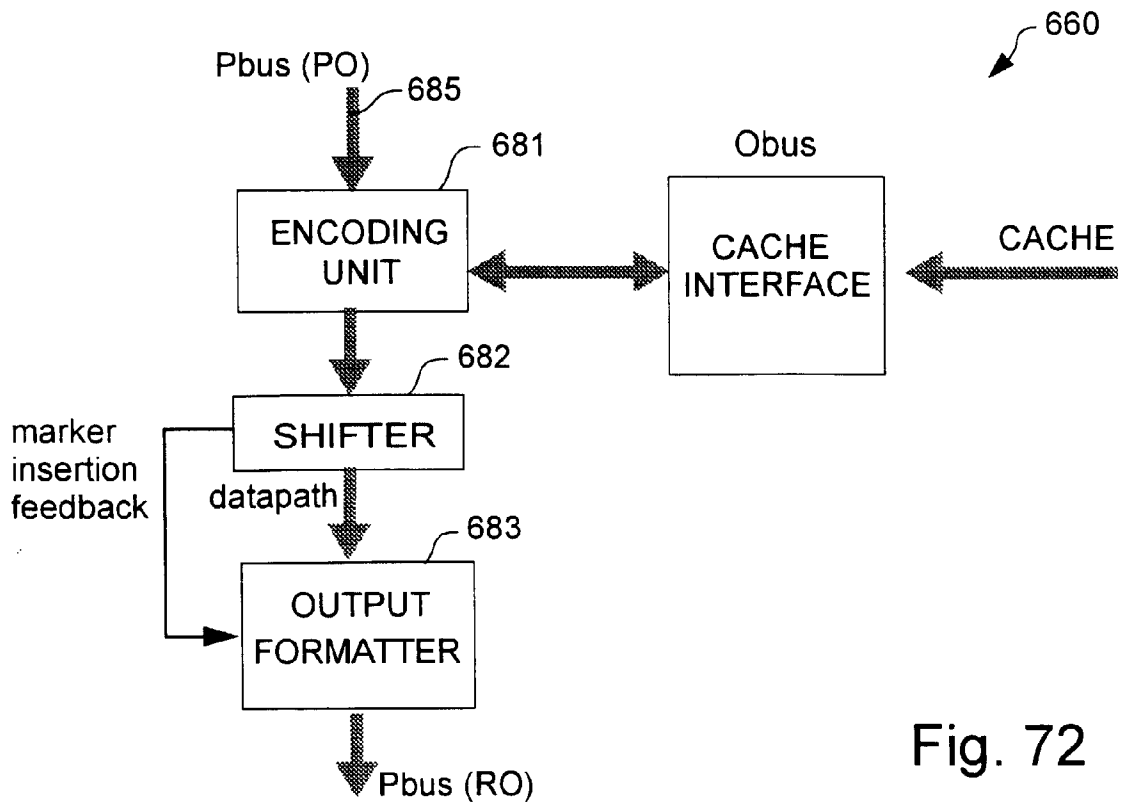 660
Pbus (PO)
685
681
Obus
ENCODING
UNIT
CACHE
INTERFACE
CACHE
682
marker
insertion
feedback
SHIFTER
datapath
683
OUTPUT
FORMATTER
Fig. 72
Pbus (RO)